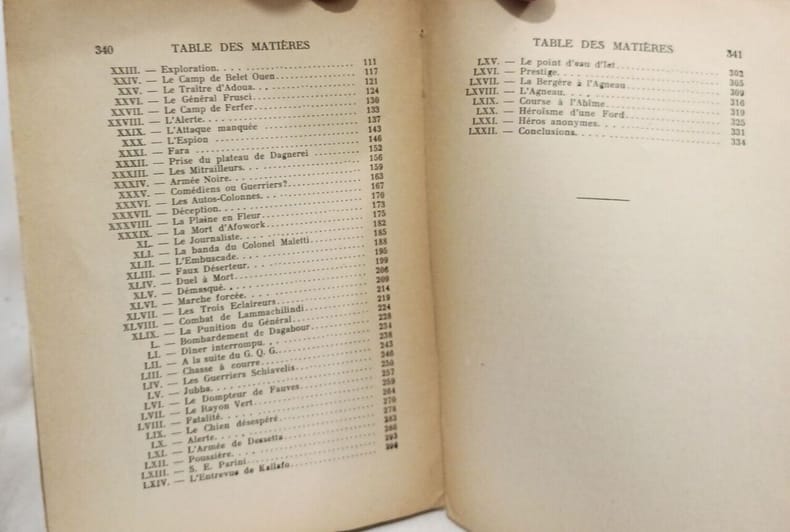 340 TABLE DES MATIÈRES
XXIII. — Exploration. 111
XXIV. — Le Camp de Belet Ouen 117
XXV. — Le Traître d'Adoua. 121
XXVI. — Le Général Frusci 124
XXVII. — Le Camp de Ferfer 130
XXVIII. — L'Alerte. 133
XXIX. — L'Attaque manquée 137
XXX. — L'Espion 143
XXXI. — Fara 146
XXXII. — Prise du plateau de Dagnerei 152
XXXIII. — Les Mitrailleurs. 156
XXXIV. — Armée Noire. 159
XXXV. — Comédiens ou Guerriers? 163
XXXVI. — Les Autos-Colonnes. 167
XXXVII. — Déception. 170
XXXVIII. — La Plaine en Fleur 173
XXXIX. — La Mort d'Afowork 175
XL. — Le Journaliste. 182
XLI. — La banda du Colonel Maletti 185
XLII. — L'Embuscade. 188
XLIII. — Faux Déserteur. 195
XLIV. — Duel à Mort 199
XLV. — Démasqué. 206
XLVI. — Marche forcée. 209
XLVII. — Les Trois Eclaireurs 214
XLVIII. — Combat de Lammachilindi 219
XLIX. — La Punition du Général 224
L. — Bombardement de Dagabour 228
LI. — Dîner interrompu. 234
LII. — A la suite du G. Q. G. 238
LIII. — Chasse à courre 243
LIV. — Les Guerriers Schiavelis 246
LV. — Jubba. 250
LVI. — Le Dompteur de Fauves 257
LVII. — Le Rayon Vert 259
LVIII. — Fatalité. 264
LIX. — Le Chien désespéré 270
LX. — Alerte. 278
LXI. — L'Armée de Dessetta 283
LXII. — Poussière. 286
LXIII. — S. E. Parini 293
LXIV. — L'Entrevue de Kallafo 298
TABLE DES MATIÈRES 341
LXV. — Le point d'eau d'Iet 302
LXVI. — Prestige. 305
LXVII. — La Bergère à l'Agneau 309
LXVIII. — L'Agneau. 316
LXIX. — Course à l'Abîme 319
LXX. — Héroïsme d'une Ford 325
LXXI. — Héros anonymes. 331
LXXII. — Conclusions. 334